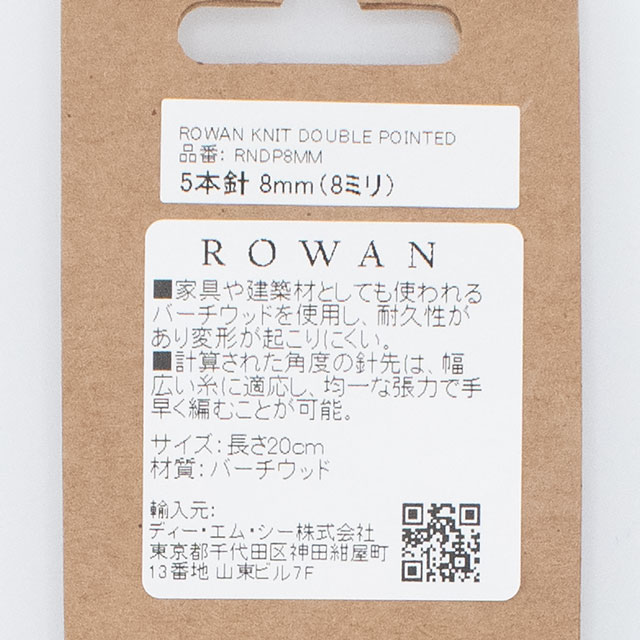 ROWAN KNIT DOUBLE POINTED
品番: RNDP8MM
5本針 8mm(8ミリ)
ROWAN
■家具や建築材としても使われる
バーチウッドを使用し、耐久性が
あり変形が起こりにくい。
■計算された角度の針先は、幅
広い糸に適応し、均一な張力で手
早く編むことが可能。
サイズ:長さ20cm
材質:バーチウッド
輸入元:
ディー・エム・シー株式会社
東京都千代田区神田紺屋町
13番地 山東ビル7F